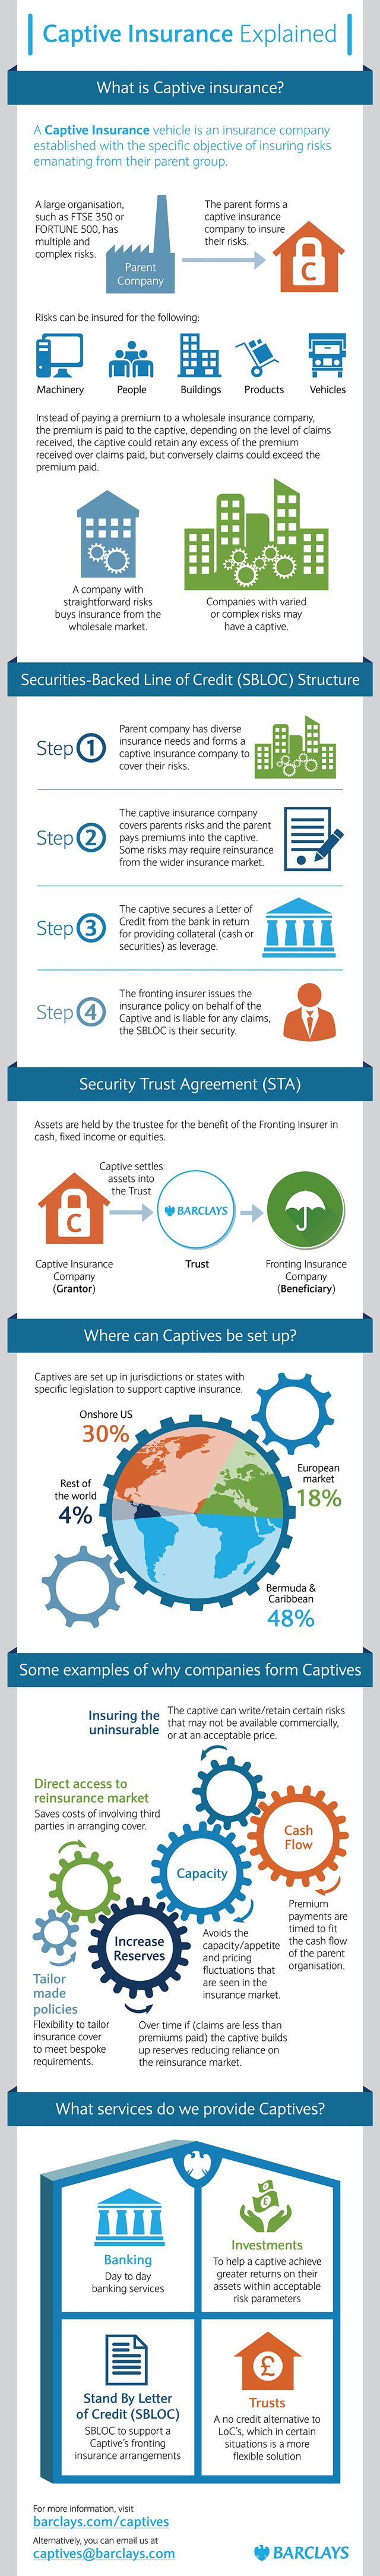 Captive Insurance Explained
What is Captive insurance?
A Captive Insurance vehicle is an insurance company
established with the specific objective of insuring risks
emanating from their parent group.
A large organisation,
such as FTSE 350 or
FORTUNE 500, has
multiple and
complex risks.
Parent
Company
The parent forms a
captive insurance
company to insure
their risks.
C
Risks can be insured for the following:
Machinery
People
Buildings
Products
Vehicles
Instead of paying a premium to a wholesale insurance company,
the premium is paid to the captive, depending on the level of claims
received, the captive could retain any excess of the premium
received over claims paid, but conversely claims could exceed the
premium paid.
A company with
straightforward risks
buys insurance from the
wholesale market.
Companies with varied
or complex risks may
have a captive.
Securities-Backed Line of Credit (SBLOC) Structure
Step 1
Parent company has diverse
insurance needs and forms a
captive insurance company to
cover their risks.
Step 2
The captive insurance company
covers parents risks and the parent
pays premiums into the captive.
Some risks may require reinsurance
from the wider insurance market.
Step 3
The captive secures a Letter of
Credit from the bank in return
for providing collateral (cash or
securities) as leverage.
Step 4
The fronting insurer issues the
insurance policy on behalf of the
Captive and is liable for any claims,
the SBLOC is their security.
Security Trust Agreement (STA)
Assets are held by the trustee for the benefit of the Fronting Insurer in
cash, fixed income or equities.
Captive settles
assets into
the Trust
C
BARCLAYS
Captive Insurance
Company
(Grantor)
Trust
Fronting Insurance
Company
(Beneficiary)
Where can Captives be set up?
Captives are set up in jurisdictions or states with
specific legislation to support captive insurance.
Onshore US
30%
European
market
18%
Rest of
the world
4%
Bermuda &
Caribbean
48%
Some examples of why companies form Captives
Insuring the
uninsurable
The captive can write/retain certain risks
that may not be available commercially,
or at an acceptable price.
Direct access to
reinsurance market
Saves costs of involving third
parties in arranging cover.
Cash
Flow
Capacity
Premium
payments are
timed to fit
the cash flow
of the parent
organisation.
Increase
Reserves
Avoids the
capacity/appetite
and pricing
fluctuations that
are seen in the
insurance market.
Tailor
made
policies
Flexibility to tailor
insurance cover
to meet bespoke
requirements.
Over time if (claims are less than
premiums paid) the captive builds
up reserves reducing reliance on
the reinsurance market.
What services do we provide Captives?
Banking
Day to day
banking services
£
Investments
To help a captive achieve
greater returns on their
assets within acceptable
risk parameters
Stand By Letter
of Credit (SBLOC)
SBLOC to support a
Captive's fronting
insurance arrangements
£
Trusts
A no credit alternative to
LoC's, which in certain
situations is a more
flexible solution
For more information, visit
barclays.com/captives
Alternatively, you can email us at
captives@barclays.com
BARCLAYS